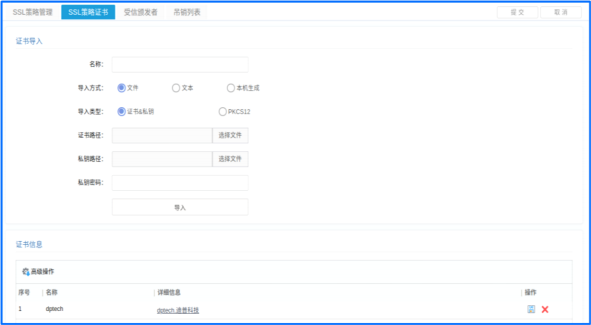 SSL策略管理 SSL策略证书 受信颁发者 吊销列表 提 交 取 消
证书导入
名称：
导入方式： 文件 文本 本机生成
导入类型： 证书&私钥 PKCS12
证书路径： 选择文件
私钥路径： 选择文件
私钥密码：
导入
证书信息
高级操作
序号 名称 详细信息 操作
1 dptech dptech,迪普科技